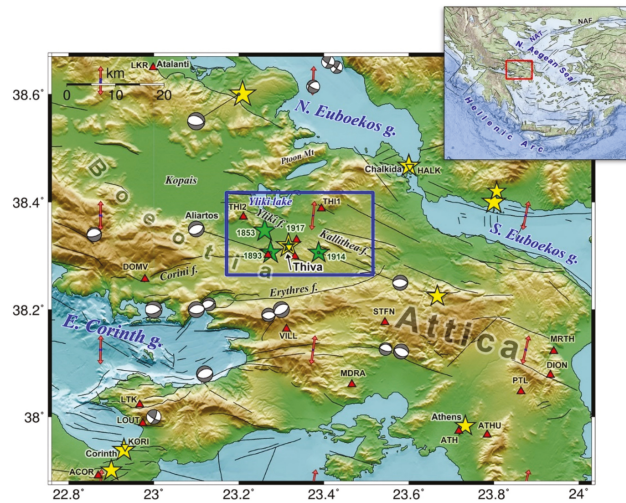 NAT
NAF
N. Aegean Sea
Hellenic Arc
LKR
Atalanti
km
0 10 20
38.6°
38.4°
38.2°
38°
N. Euboekos g.
Ptoon Mt.
Chalkida
HALK
Kopais
Boeotia
Yliki lake
THI2
THI1
Yliki f.
1853
1917
Kallithea f.
Aliartos
1893
1914
Thiva
S. Euboekos g.
DOMV
Corini f.
Erythres f.
E. Corinth g.
Attica
STFN
VILL
MRTH
MDRA
DION
PTL
LTK
LOUT
Athens
ATH
ATHU
KORI
Corinth
ACOR
22.8° 23° 23.2° 23.4° 23.6° 23.8° 24°